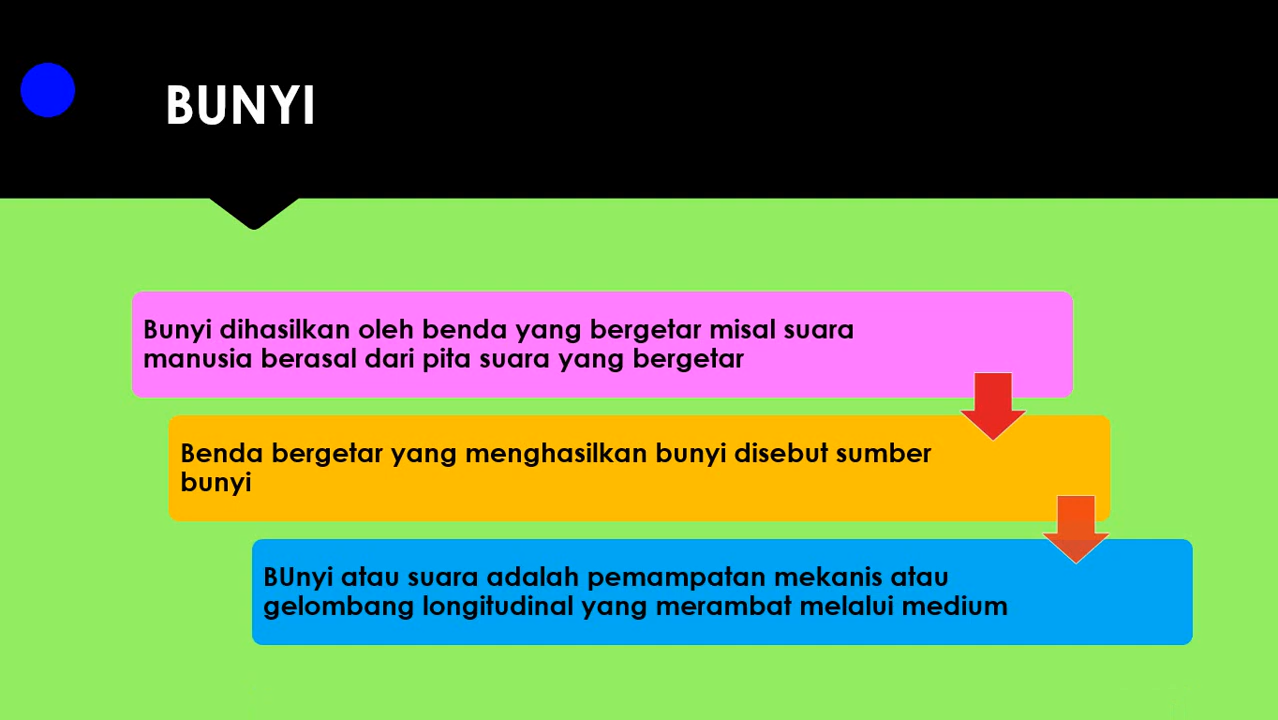 BUNYI
Bunyi dihasilkan oleh benda yang bergetar misal suara
manusia berasal dari pita suara yang bergetar
Benda bergetar yang menghasilkan bunyi disebut sumber
bunyi
BUnyi atau suara adalah pemampatan mekanis atau
gelombang longitudinal yang merambat melalui medium